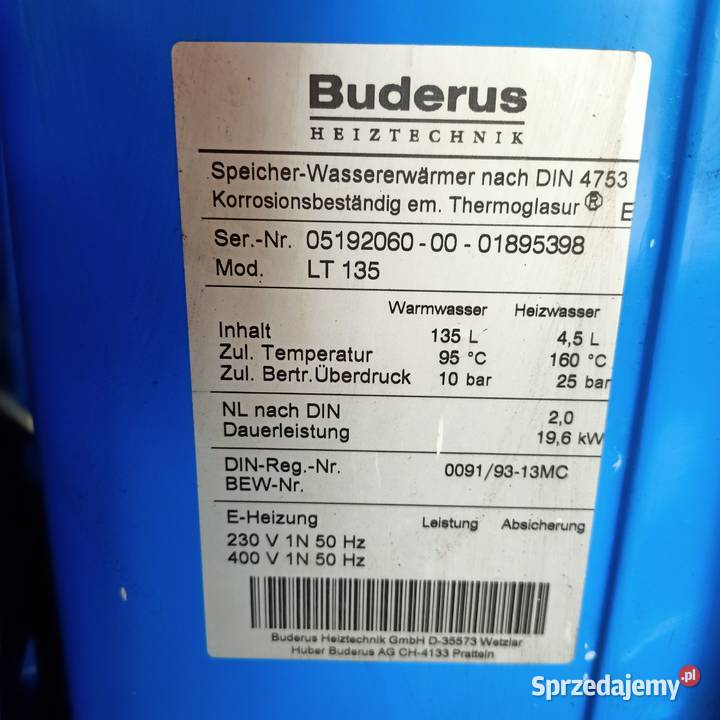 Buderus
HEIZTECHNIK
Speicher-Wassererwärmer nach DIN 4753
Korrosionsbeständig em. Thermoglasur® E
Ser.-Nr. 05192060-00-01895398
Mod. LT 135
Warmwasser Heizwasser
Inhalt 135 L 4,5 L
Zul. Temperatur 95 °C 160 °C
Zul. Bertr.Überdruck 10 bar 25 bar
NL nach DIN 2,0
Dauerleistung 19,6 kW
DIN-Reg.-Nr. 0091/93-13MC
BEW-Nr.
E-Heizung Leistung Absicherung
230 V 1N 50 Hz
400 V 1N 50 Hz
Buderus Heiztechnik GmbH D-35573 Wetzlar
Huber Buderus AG CH-4133 Pratteln
Sprzedajemy.pl